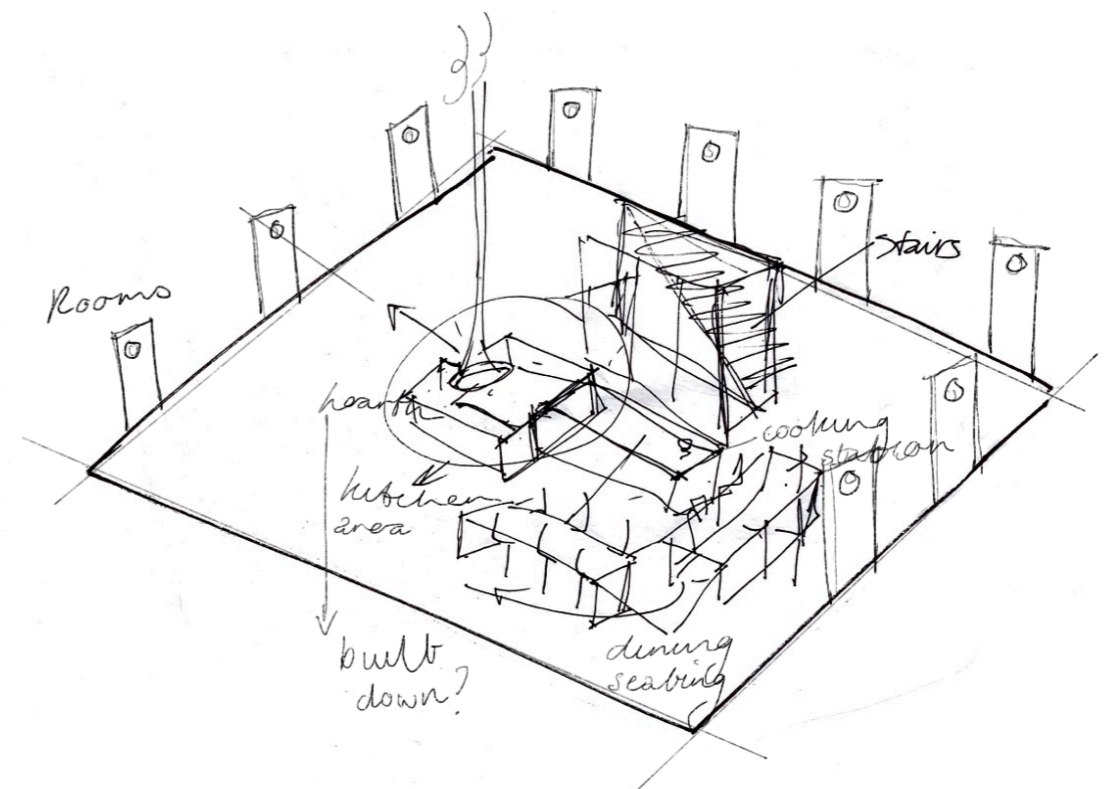 Stairs
Rooms
hearth
cooking
station
kitchen
area
built
down?
dining
seating